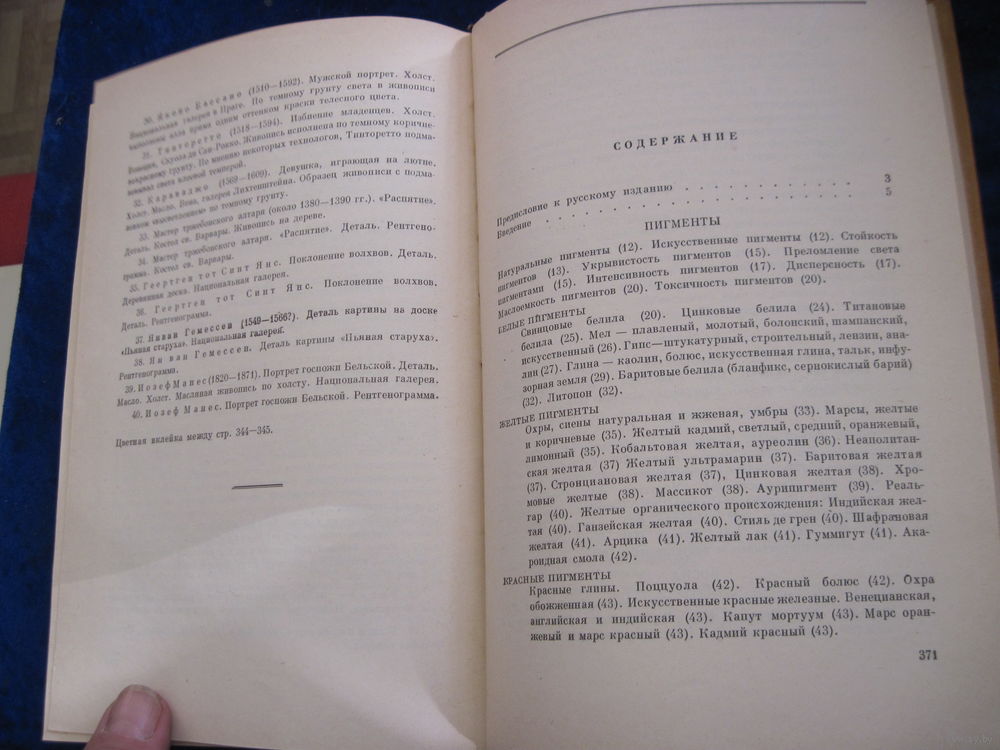 30. Якопо Бассано (1510—1592). Мужской портрет. Холст.
Национальная галерея в Праге. По темному грунту света в живописи
выполнены алла прима одним оттенком краски телесного цвета.
31. Тинторетто (1518—1594). Избиение младенцев. Холст.
Венеция, Скуола ди Сан-Рокко. Живопись исполнена по темному коричне-
вокрасному грунту. По мнению некоторых технологов, Тинторетто подма-
левывал света клеевой темперой.
32. Караваджо (1569—1609). Девушка, играющая на лютне.
Холст. Масло. Вена, галерея Лихтенштейна. Образец живописи с подма-
левком «высветлением» по темному грунту.
33. Мастер тржебонского алтаря (около 1380—1390 гг.). «Распятие».
Деталь. Костел св. Варвары. Живопись на дереве.
34. Мастер тржебонского алтаря. «Распятие». Деталь. Рентгено-
грамма. Костел св. Варвары.
35. Геертген тот Синт Янс. Поклонение волхвов. Деталь.
Деревянная доска. Национальная галерея.
36. Геертген тот Синт Янс. Поклонение волхвов.
Деталь. Рентгенограмма.
37. Янван Гемессен (1549—1566?). Деталь картины на доске
«Пьяная старуха». Национальная галерея.
38. Ян ван Гемессен. Деталь картины «Пьяная старуха».
Рентгенограмма.
39. Иозеф Манес (1820—1871). Портрет госпожи Бельской. Деталь.
Масло. Холст. Масляная живопись по холсту. Национальная галерея.
40. Иозеф Манес. Портрет госпожи Бельской. Рентгенограмма.
Цветная вклейка между стр. 344—345.
СОДЕРЖАНИЕ
Предисловие к русскому изданию . . . . . . . . . . 3
Введение . . . . . . . . . . . . . . . . 5
ПИГМЕНТЫ
Натуральные пигменты (12). Искусственные пигменты (12). Стойкость
пигментов (13). Укрывистость пигментов (15). Преломление света
пигментами (15). Интенсивность пигментов (17). Дисперсность (17).
Маслоемкость пигментов (20). Токсичность пигментов (20).
БЕЛЫЕ ПИГМЕНТЫ
Свинцовые белила (20). Цинковые белила (24). Титановые
белила (25). Мел — плавленый, молотый, болонский, шампанский,
искусственный (26). Гипс—штукатурный, строительный, лензин, ана-
лин (27). Глина — каолин, болюс, искусственная глина, тальк, инфу-
зорная земля (29). Баритовые белила (бланфикс, сернокислый барий)
(32). Литопон (32).
ЖЕЛТЫЕ ПИГМЕНТЫ
Охры, сиены натуральная и жженая, умбры (33). Марсы, желтые
и коричневые (35). Желтый кадмий, светлый, средний, оранжевый,
лимонный (35). Кобальтовая желтая, ауреолин (36). Неаполитан-
ская желтая (37) Желтый ультрамарин (37). Баритовая желтая
(37). Стронциановая желтая (37), Цинковая желтая (38). Хро-
мовые желтые (38). Массикот (38). Аурипигмент (39). Реаль-
гар (40). Желтые органического происхождения: Индийская жел-
тая (40). Ганзейская желтая (40). Стиль де грен (40). Шафрановая
желтая (41). Арцика (41). Желтый лак (41). Гуммигут (41). Ака-
роидная смола (42).
КРАСНЫЕ ПИГМЕНТЫ
Красные глины. Поццуола (42). Красный болюс (42). Охра
обожженная (43). Искусственные красные железные. Венецианская,
английская и индийская (43). Капут мортуум (43). Марс оран-
жевый и марс красный (43). Кадмий красный (43).
371